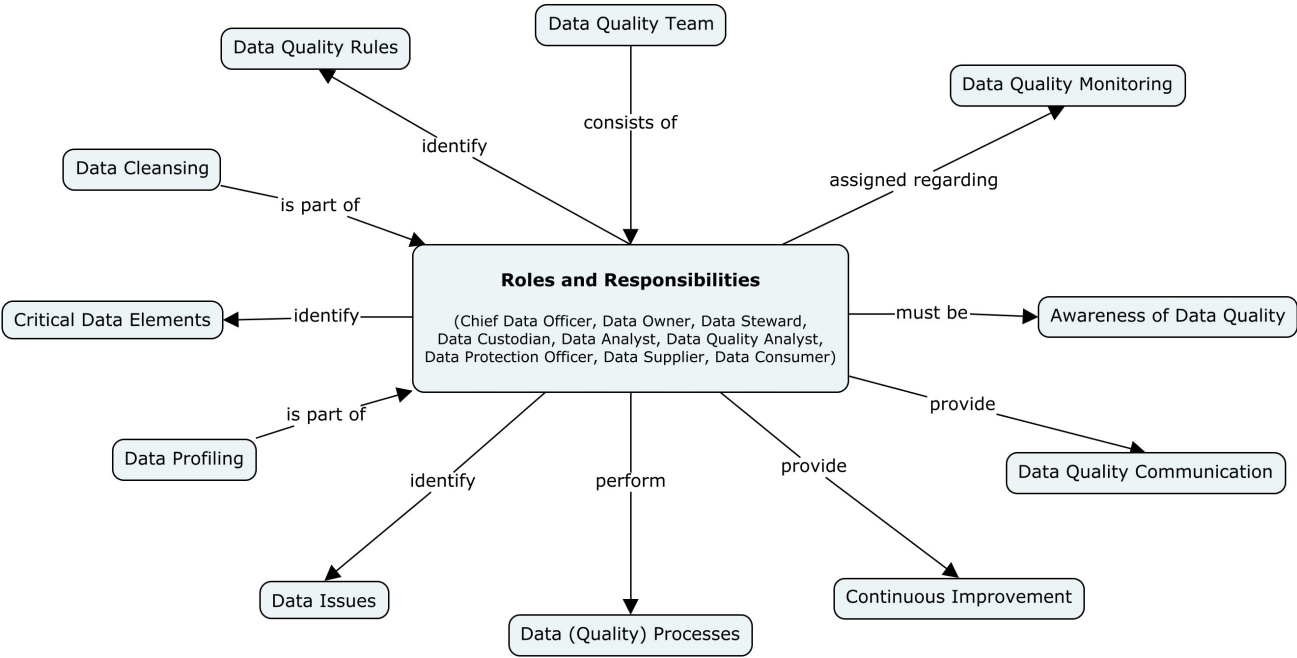 Data Quality Team
Data Quality Rules
Data Quality Monitoring
consists of
identify
Data Cleansing
assigned regarding
is part of
Roles and Responsibilities
(Chief Data Officer, Data Owner, Data Steward,
Data Custodian, Data Analyst, Data Quality Analyst,
Data Protection Officer, Data Supplier, Data Consumer)
Critical Data Elements
identify
must be
Awareness of Data Quality
is part of
provide
Data Profiling
Data Quality Communication
identify
perform
provide
Data Issues
Continuous Improvement
Data (Quality) Processes